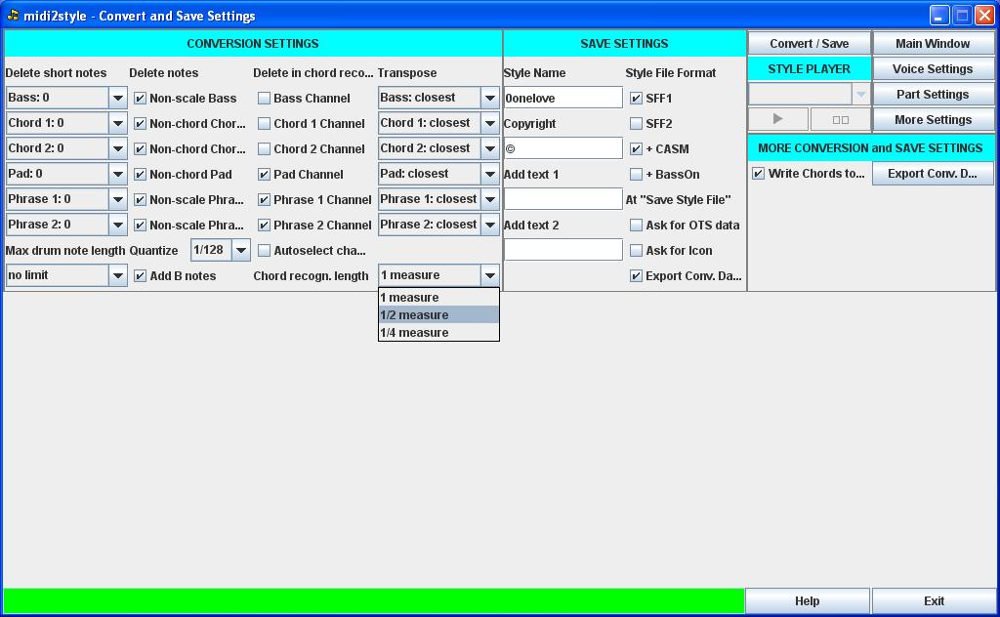 midi2style - Convert and Save Settings
CONVERSION SETTINGS
SAVE SETTINGS
Convert / Save
Main Window
Delete short notes
Delete notes
Delete in chord reco...
Transpose
Style Name
Style File Format
STYLE PLAYER
Voice Settings
Bass: 0
Non-scale Bass
Bass Channel
Bass: closest
0onelove
SFF1
Part Settings
Chord 1: 0
Non-chord Chor...
Chord 1 Channel
Chord 1: closest
Copyright
SFF2
More Settings
Chord 2: 0
Non-chord Chor...
Chord 2 Channel
Chord 2: closest
©
+ CASM
MORE CONVERSION and SAVE SETTINGS
Pad: 0
Non-chord Pad
Pad Channel
Pad: closest
Add text 1
+ BassOn
Write Chords to...
Export Conv. D...
Phrase 1: 0
Non-scale Phra...
Phrase 1 Channel
Phrase 1: closest
At "Save Style File"
Phrase 2: 0
Non-scale Phra...
Phrase 2 Channel
Phrase 2: closest
Add text 2
Ask for OTS data
Max drum note length
Quantize
1/128
Autoselect cha...
Ask for Icon
no limit
Add B notes
Chord recogn. length
1 measure
Export Conv. Da...
1 measure
1/2 measure
1/4 measure
Help
Exit